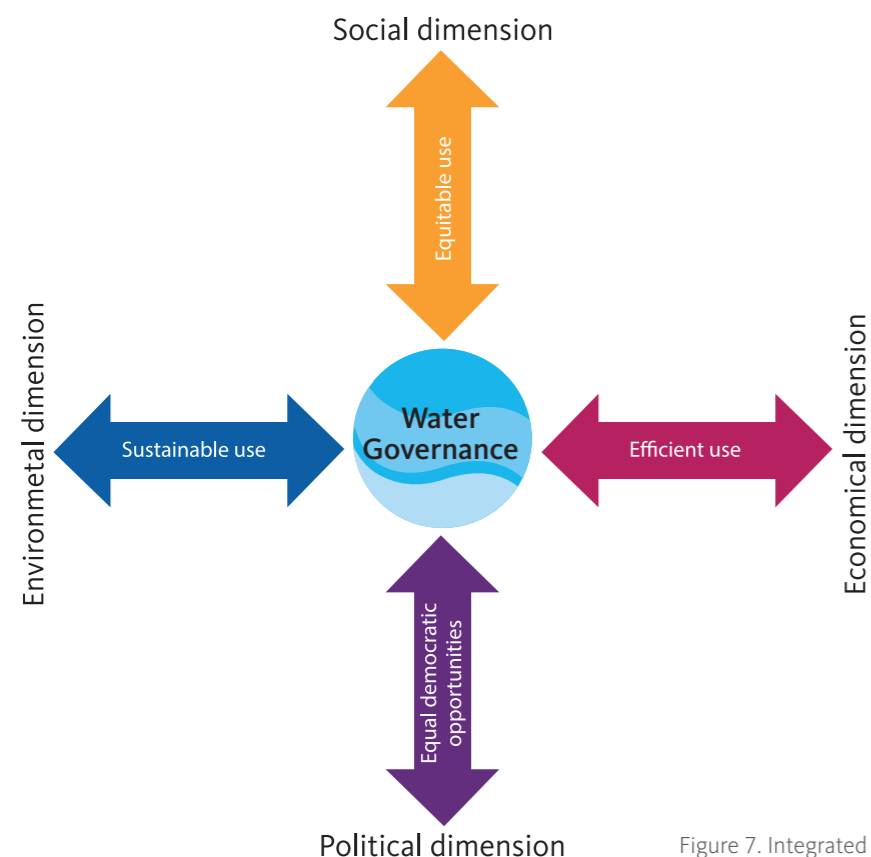 Social dimension
Equitable use
Environmetal dimension
Sustainable use
Water
Governance
Efficient use
Economical dimension
Equal democratic
opportunities
Political dimension
Figure 7. Integrated